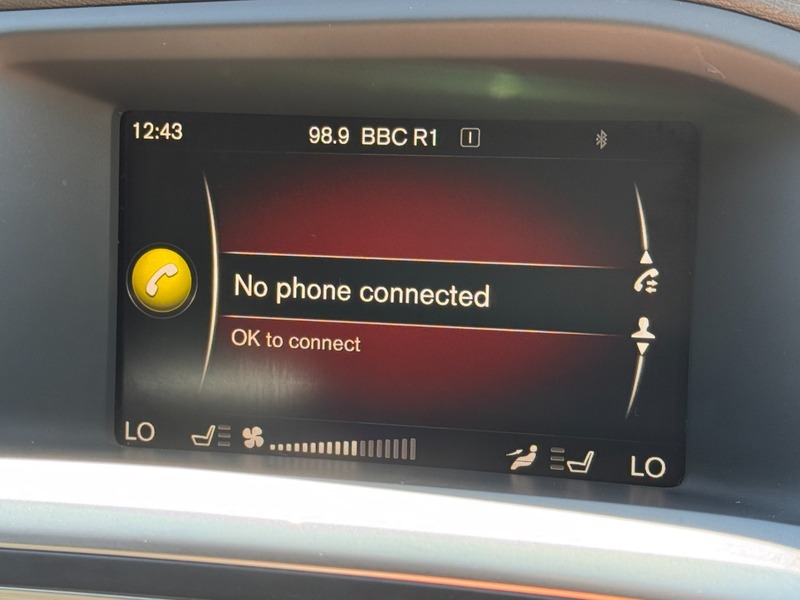 12:43
98.9 BBC R1 I
No phone connected
OK to connect
LO
LO